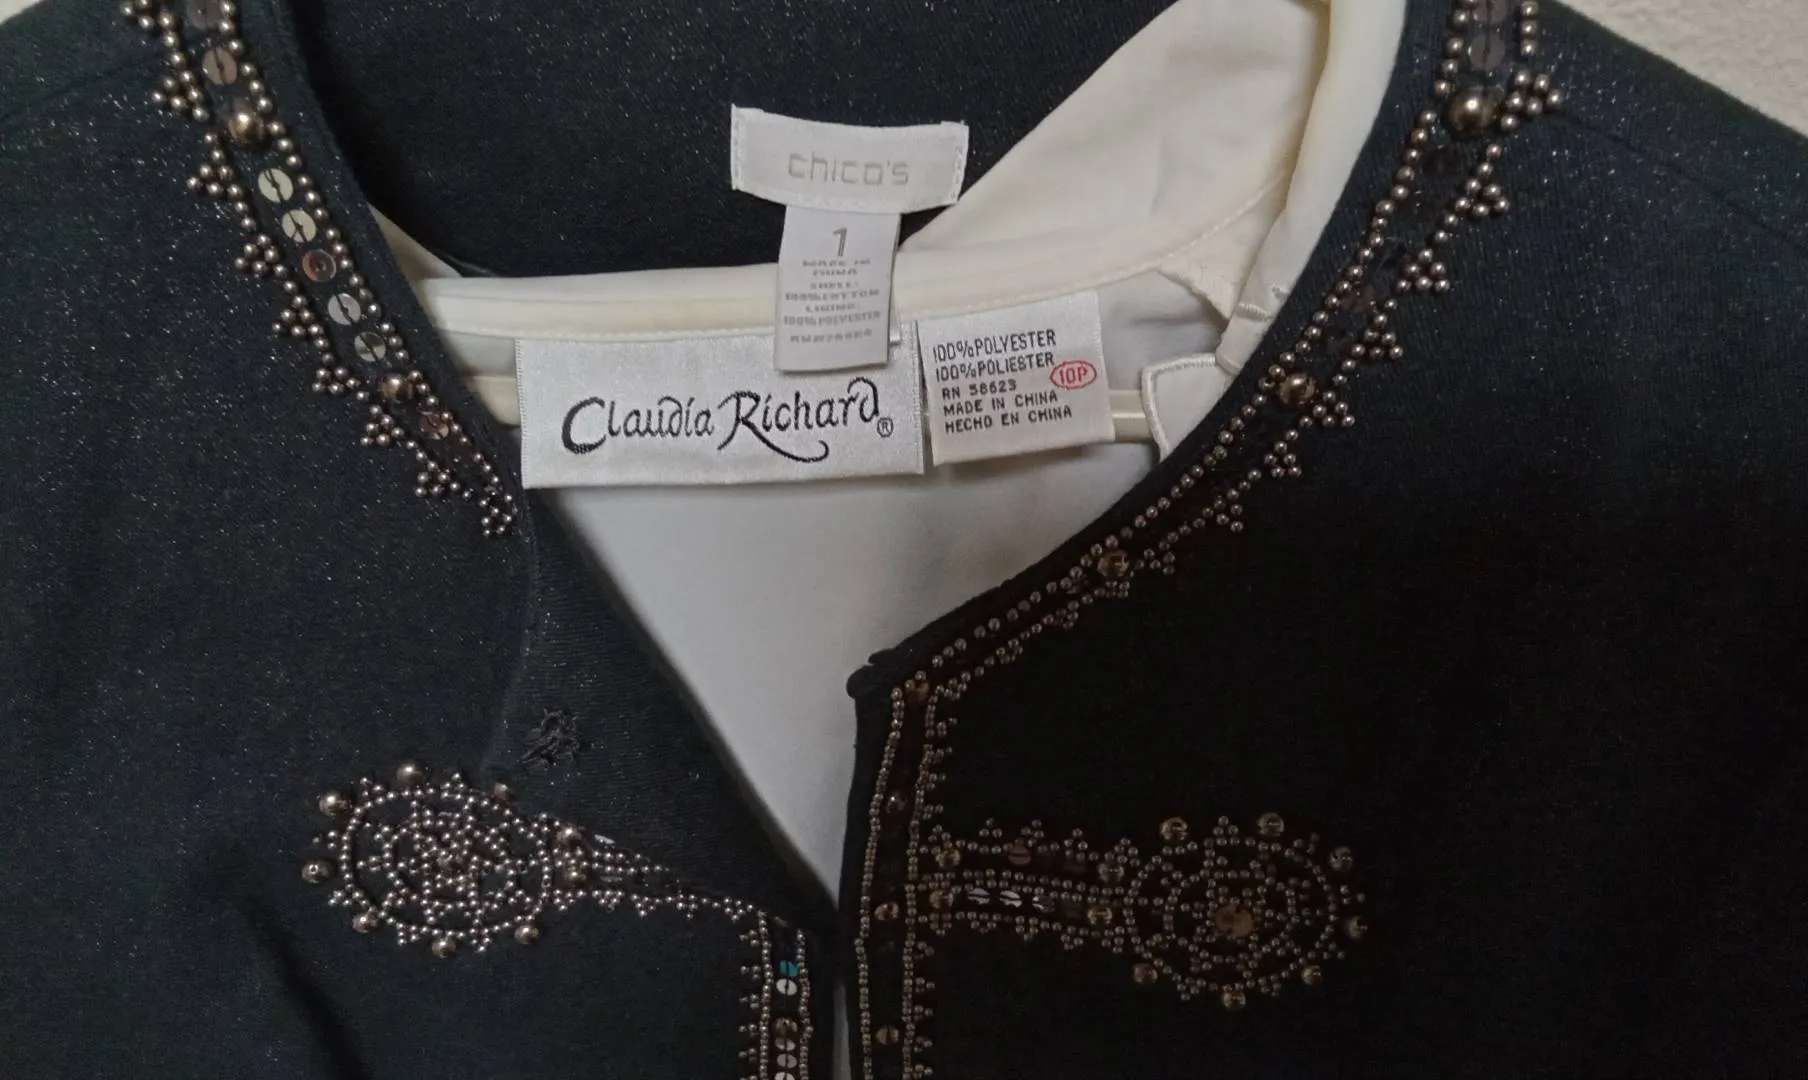 chico's
1
MADE IN
CHINA
SHELL:
100% COTTON
LINING:
100% POLYESTER
Claudia Richard®
100% POLYESTER
100% POLIESTER
RN 58623
MADE IN CHINA
HECHO EN CHINA
10P